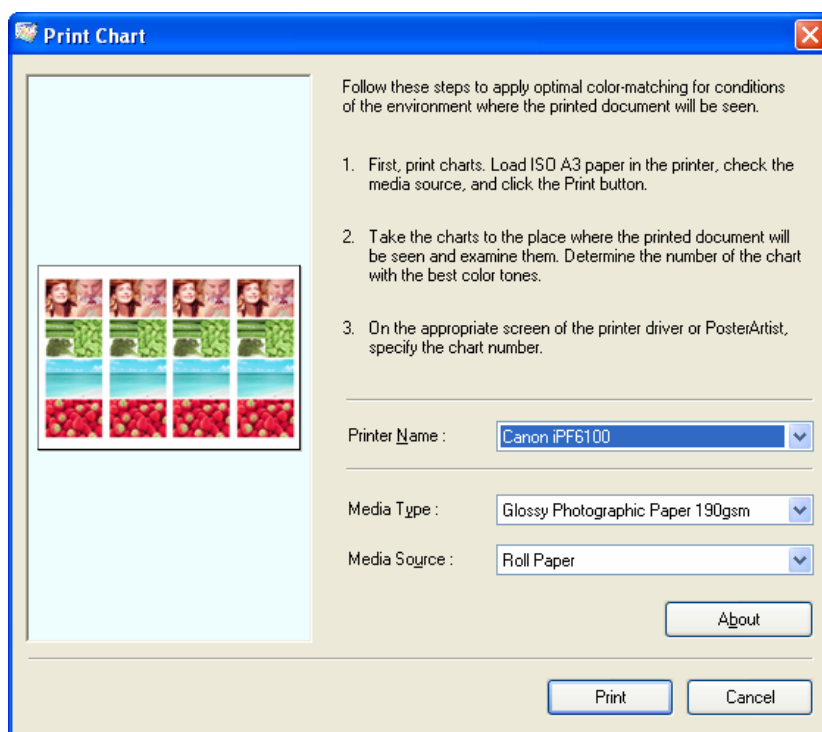 Print Chart
Follow these steps to apply optimal color-matching for conditions
of the environment where the printed document will be seen.
1. First, print charts. Load ISO A3 paper in the printer, check the
media source, and click the Print button.
2. Take the charts to the place where the printed document will
be seen and examine them. Determine the number of the chart
with the best color tones.
3. On the appropriate screen of the printer driver or PosterArtist,
specify the chart number.
Printer Name : Canon iPF6100
Media Type : Glossy Photographic Paper 190gsm
Media Source : Roll Paper
About
Print Cancel